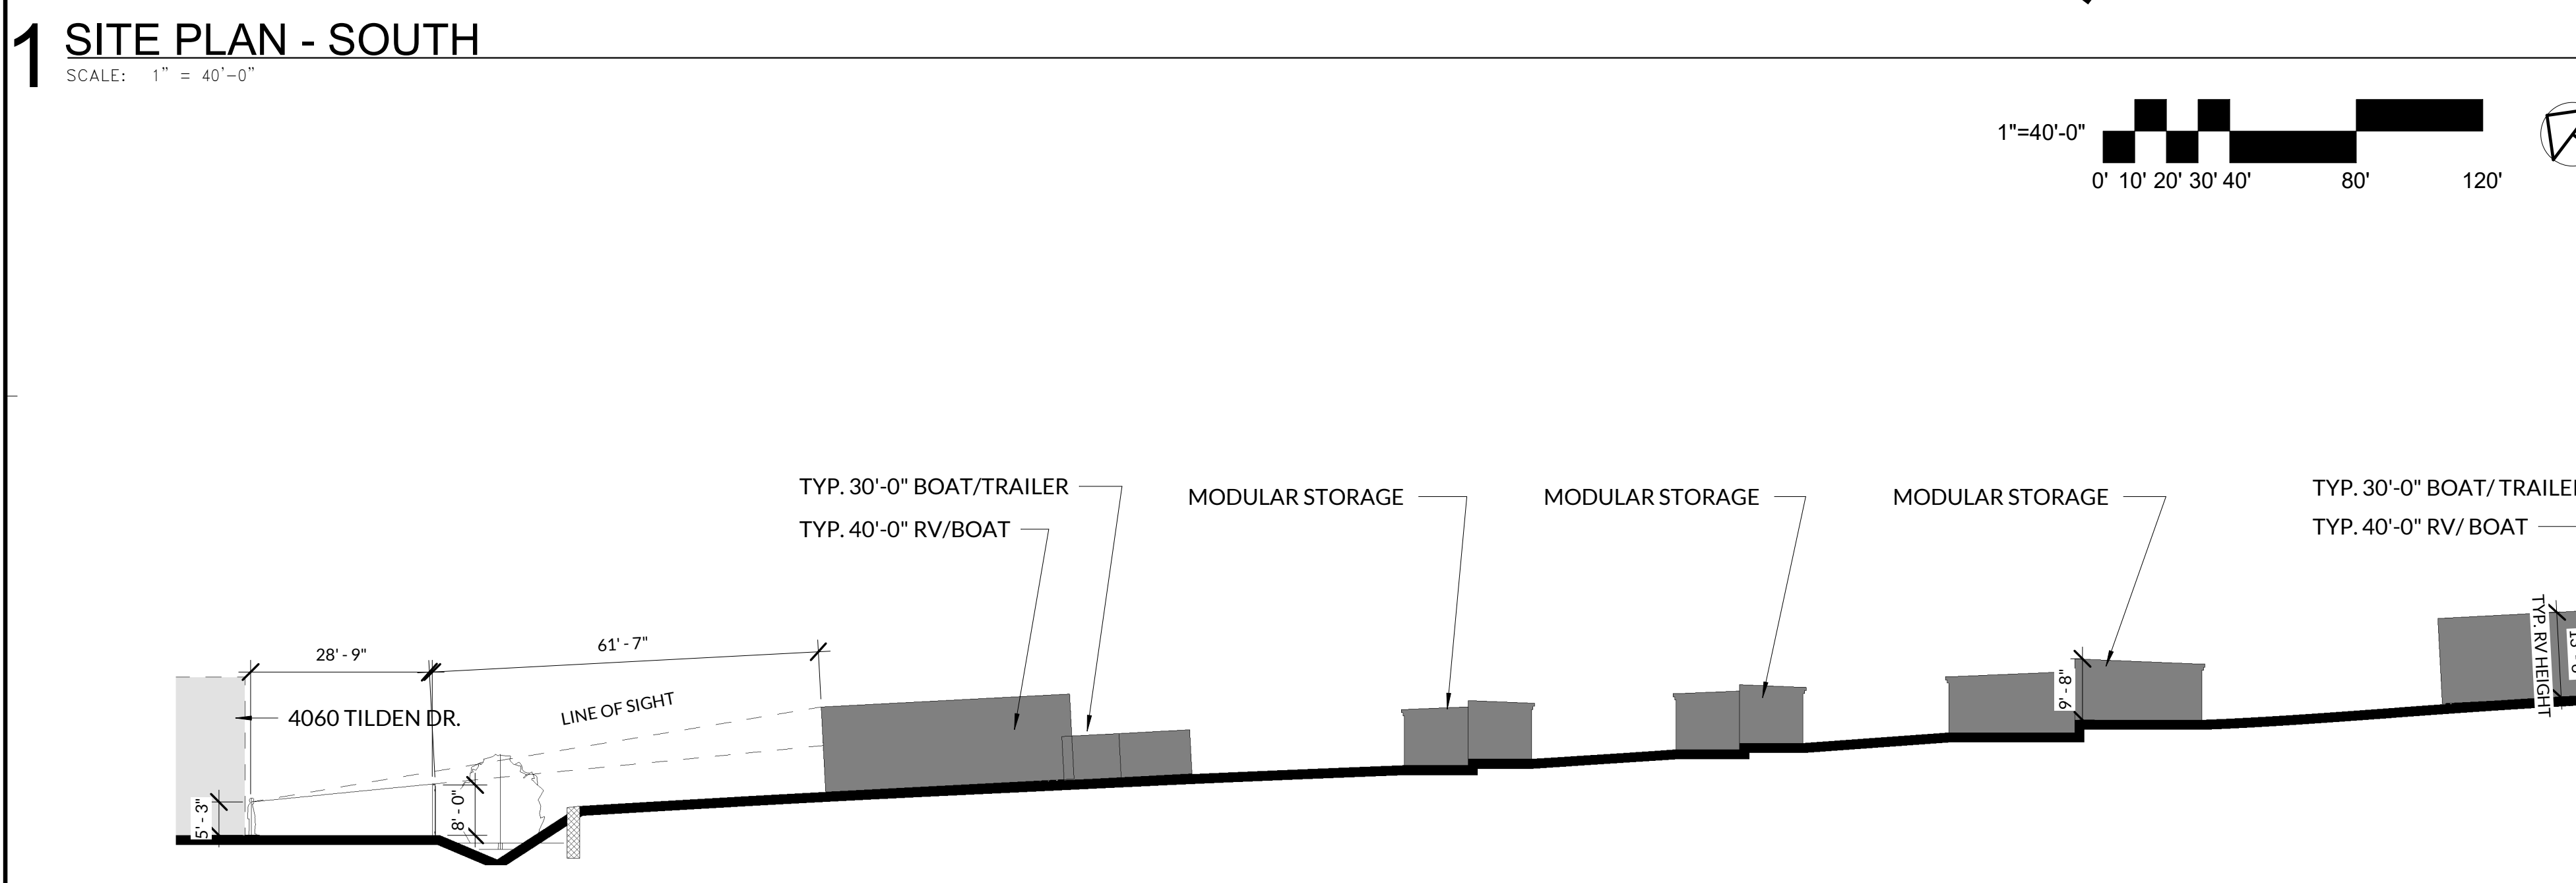 1 SITE PLAN - SOUTH
SCALE: 1" = 40'-0"
1"=40'-0"
0' 10' 20' 30' 40' 80' 120'
TYP. 30'-0" BOAT/TRAILER
TYP. 40'-0" RV/BOAT
MODULAR STORAGE
MODULAR STORAGE
MODULAR STORAGE
TYP. 30'-0" BOAT/ TRAILE
TYP. 40'-0" RV/ BOAT
28' - 9"
61' - 7"
LINE OF SIGHT
4060 TILDEN DR.
5' - 3"
8' - 0"
9' - 8"
TYP. RV HEIGHT